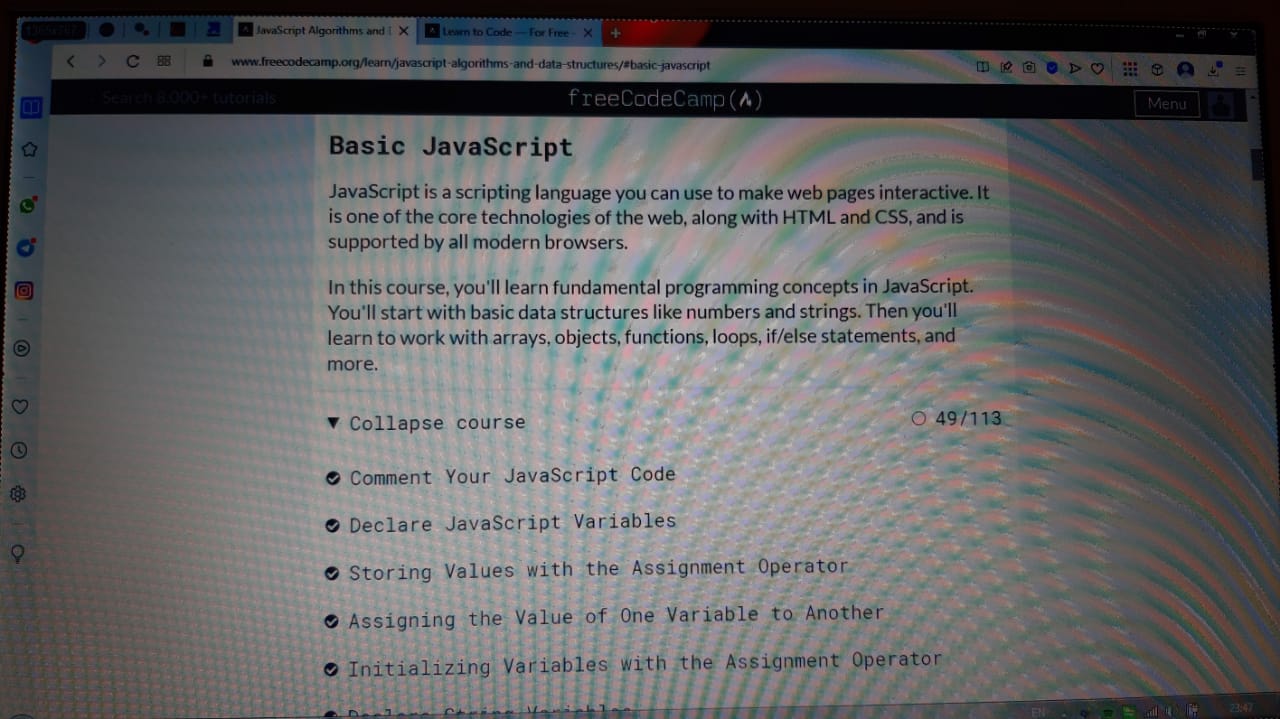 JavaScript Algorithms and
Learn to Code — For Free -
www.freecodecamp.org/learn/javascript-algorithms-and-data-structures/#basic-javascript
Search 8,000+ tutorials
freeCodeCamp(🔥)
Menu
Basic JavaScript
JavaScript is a scripting language you can use to make web pages interactive. It
is one of the core technologies of the web, along with HTML and CSS, and is
supported by all modern browsers.
In this course, you'll learn fundamental programming concepts in JavaScript.
You'll start with basic data structures like numbers and strings. Then you'll
learn to work with arrays, objects, functions, loops, if/else statements, and
more.
Collapse course
49/113
Comment Your JavaScript Code
Declare JavaScript Variables
Storing Values with the Assignment Operator
Assigning the Value of One Variable to Another
Initializing Variables with the Assignment Operator
Declare String Variables
EN
23:47